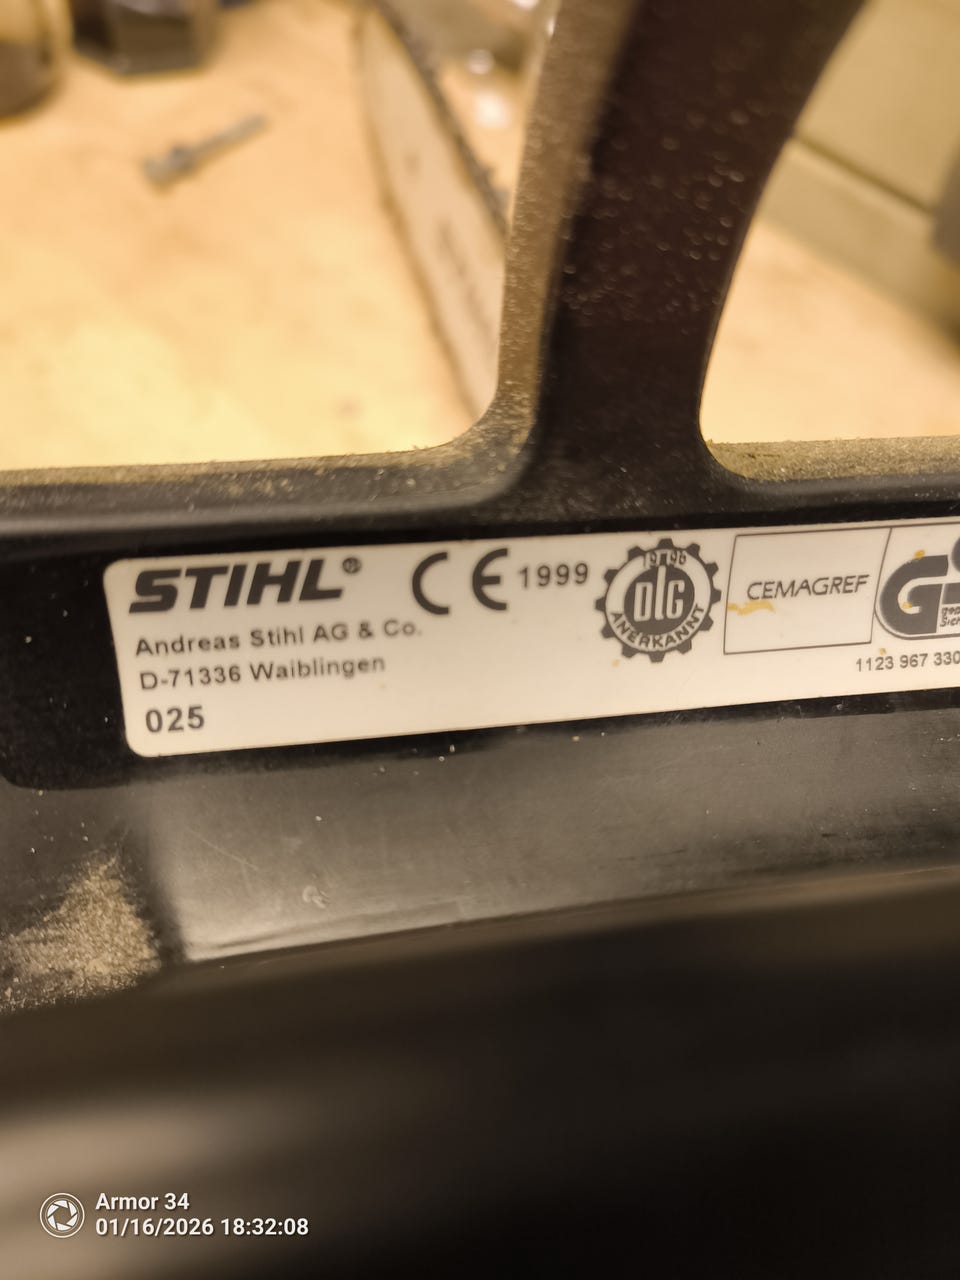 STIHL® CE 1999
Andreas Stihl AG & Co.
D-71336 Waiblingen
025
1996
DLG
ANERKANNT
CEMAGREF
GS
1123 967 330
Armor 34
01/16/2026 18:32:08